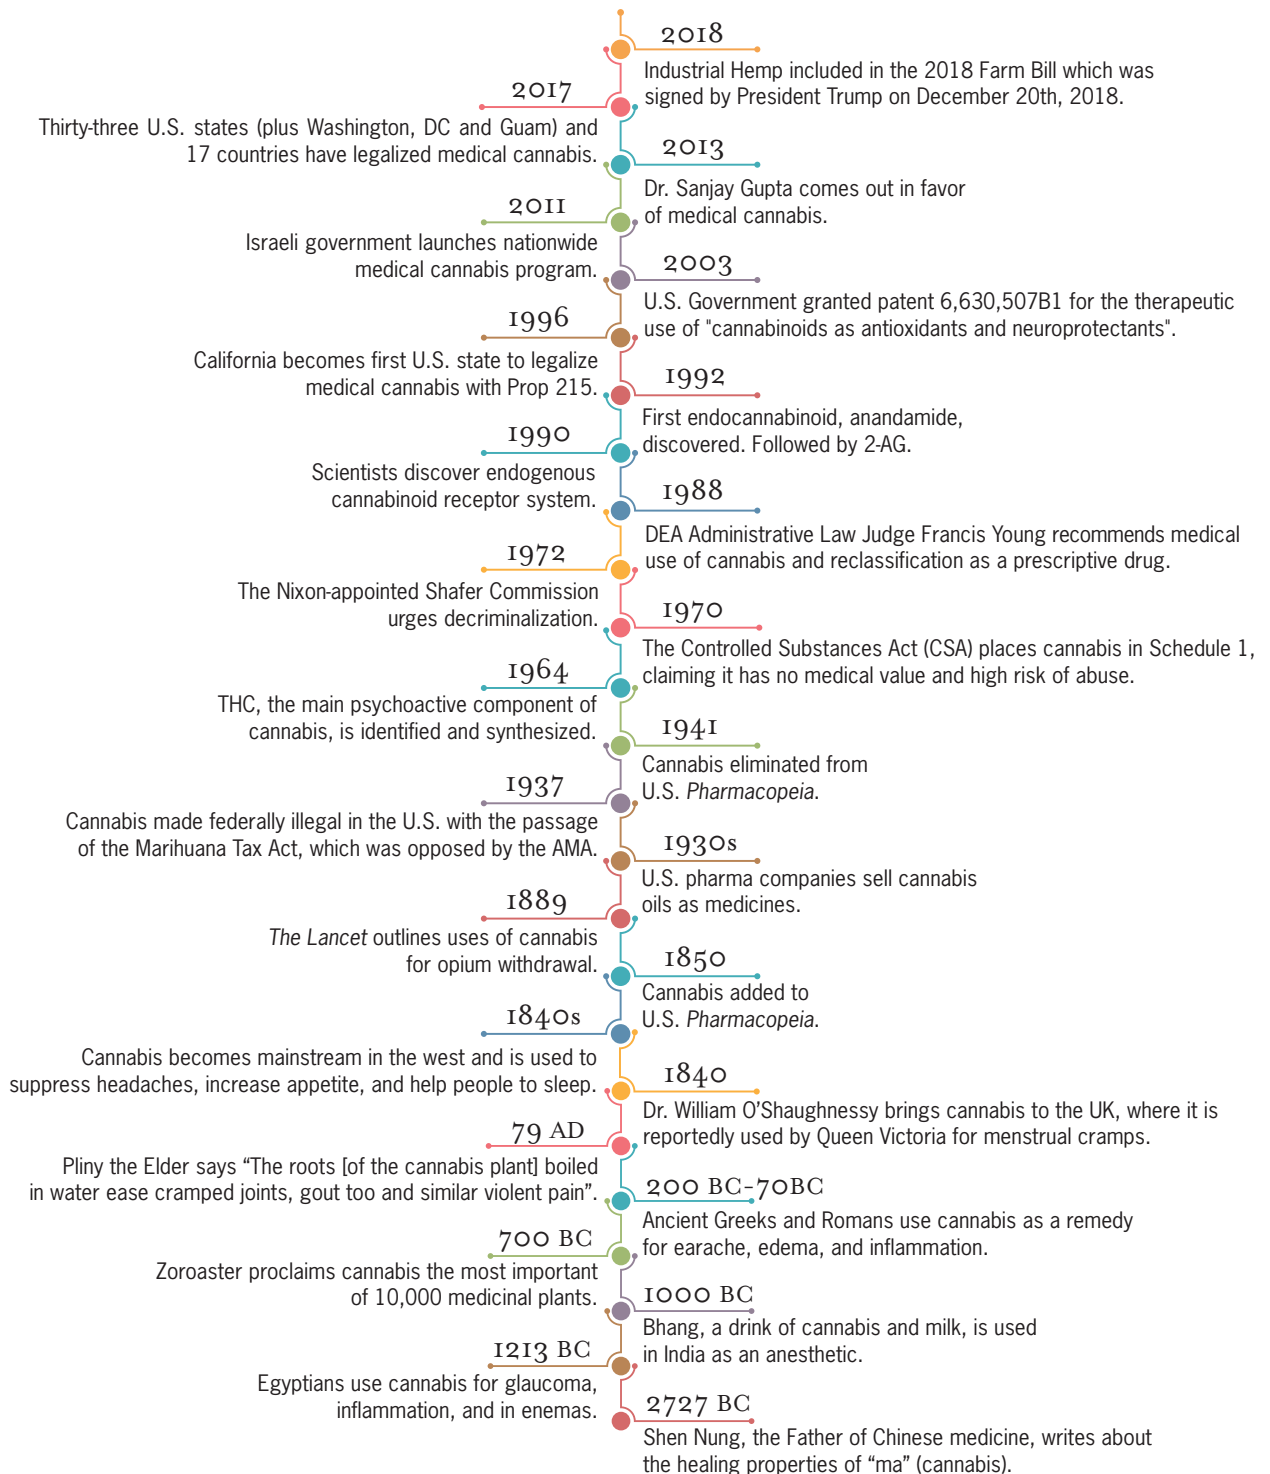 2018
Industrial Hemp included in the 2018 Farm Bill which was
signed by President Trump on December 20th, 2018.
2017
Thirty-three U.S. states (plus Washington, DC and Guam) and
17 countries have legalized medical cannabis.
2013
Dr. Sanjay Gupta comes out in favor
of medical cannabis.
2011
Israeli government launches nationwide
medical cannabis program.
2003
U.S. Government granted patent 6,630,507B1 for the therapeutic
use of "cannabinoids as antioxidants and neuroprotectants".
1996
California becomes first U.S. state to legalize
medical cannabis with Prop 215.
1992
First endocannabinoid, anandamide,
discovered. Followed by 2-AG.
1990
Scientists discover endogenous
cannabinoid receptor system.
1988
DEA Administrative Law Judge Francis Young recommends medical
use of cannabis and reclassification as a prescriptive drug.
1972
The Nixon-appointed Shafer Commission
urges decriminalization.
1970
The Controlled Substances Act (CSA) places cannabis in Schedule 1,
claiming it has no medical value and high risk of abuse.
1964
THC, the main psychoactive component of
cannabis, is identified and synthesized.
1941
Cannabis eliminated from
U.S. Pharmacopeia.
1937
Cannabis made federally illegal in the U.S. with the passage
of the Marihuana Tax Act, which was opposed by the AMA.
1930s
U.S. pharma companies sell cannabis
oils as medicines.
1889
The Lancet outlines uses of cannabis
for opium withdrawal.
1850
Cannabis added to
U.S. Pharmacopeia.
1840s
Cannabis becomes mainstream in the west and is used to
suppress headaches, increase appetite, and help people to sleep.
1840
Dr. William O’Shaughnessy brings cannabis to the UK, where it is
reportedly used by Queen Victoria for menstrual cramps.
79 AD
Pliny the Elder says “The roots [of the cannabis plant] boiled
in water ease cramped joints, gout too and similar violent pain”.
200 BC-70BC
Ancient Greeks and Romans use cannabis as a remedy
for earache, edema, and inflammation.
700 BC
Zoroaster proclaims cannabis the most important
of 10,000 medicinal plants.
1000 BC
Bhang, a drink of cannabis and milk, is used
in India as an anesthetic.
1213 BC
Egyptians use cannabis for glaucoma,
inflammation, and in enemas.
2727 BC
Shen Nung, the Father of Chinese medicine, writes about
the healing properties of “ma” (cannabis).